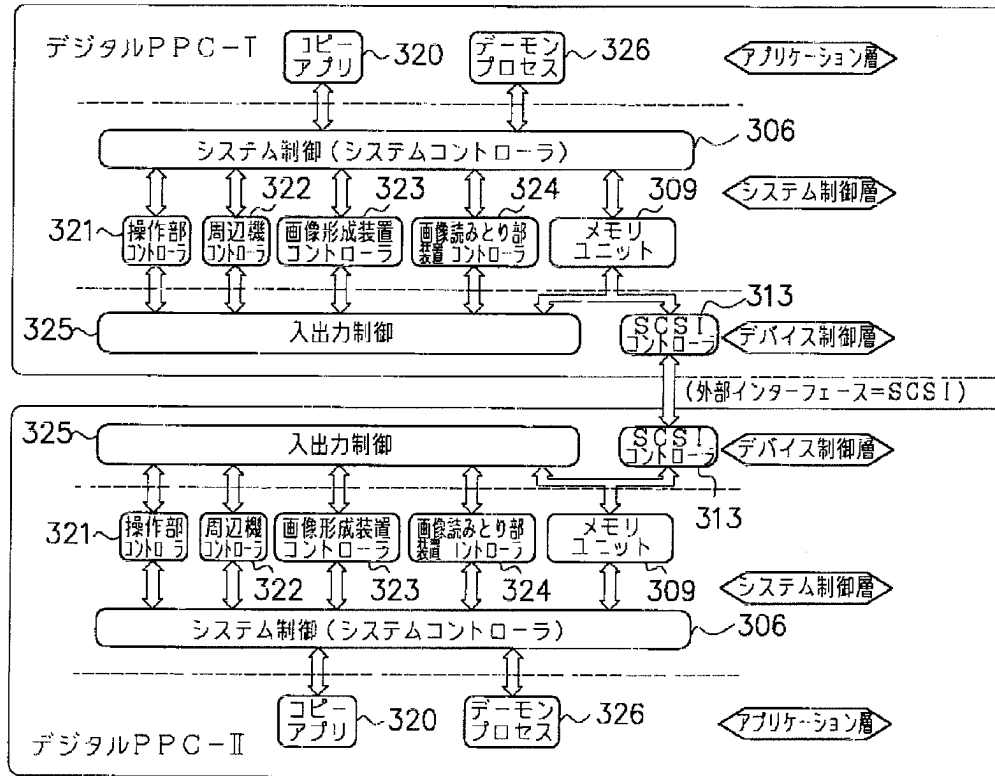 デジタルPPC-T
コピー
アプリ
320
デーモン
プロセス
326
アプリケーション層
システム制御(システムコントローラ)
306
321
操作部
コントローラ
322
周辺機
コントローラ
323
画像形成装置
コントローラ
324
画像読みとり部
装置 コントローラ
309
メモリ
ユニット
システム制御層
325
入出力制御
313
SCSI
コントローラ
デバイス制御層
(外部インターフェース=SCSI)
325
入出力制御
SCSI
コントローラ
313
デバイス制御層
321
操作部
コントローラ
周辺機
コントローラ
322
画像形成装置
コントローラ
323
画像読みとり部
装置 コントローラ
324
メモリ
ユニット
309
システム制御層
システム制御(システムコントローラ)
306
コピー
アプリ
320
デーモン
プロセス
326
アプリケーション層
デジタルPPC-Ⅱ